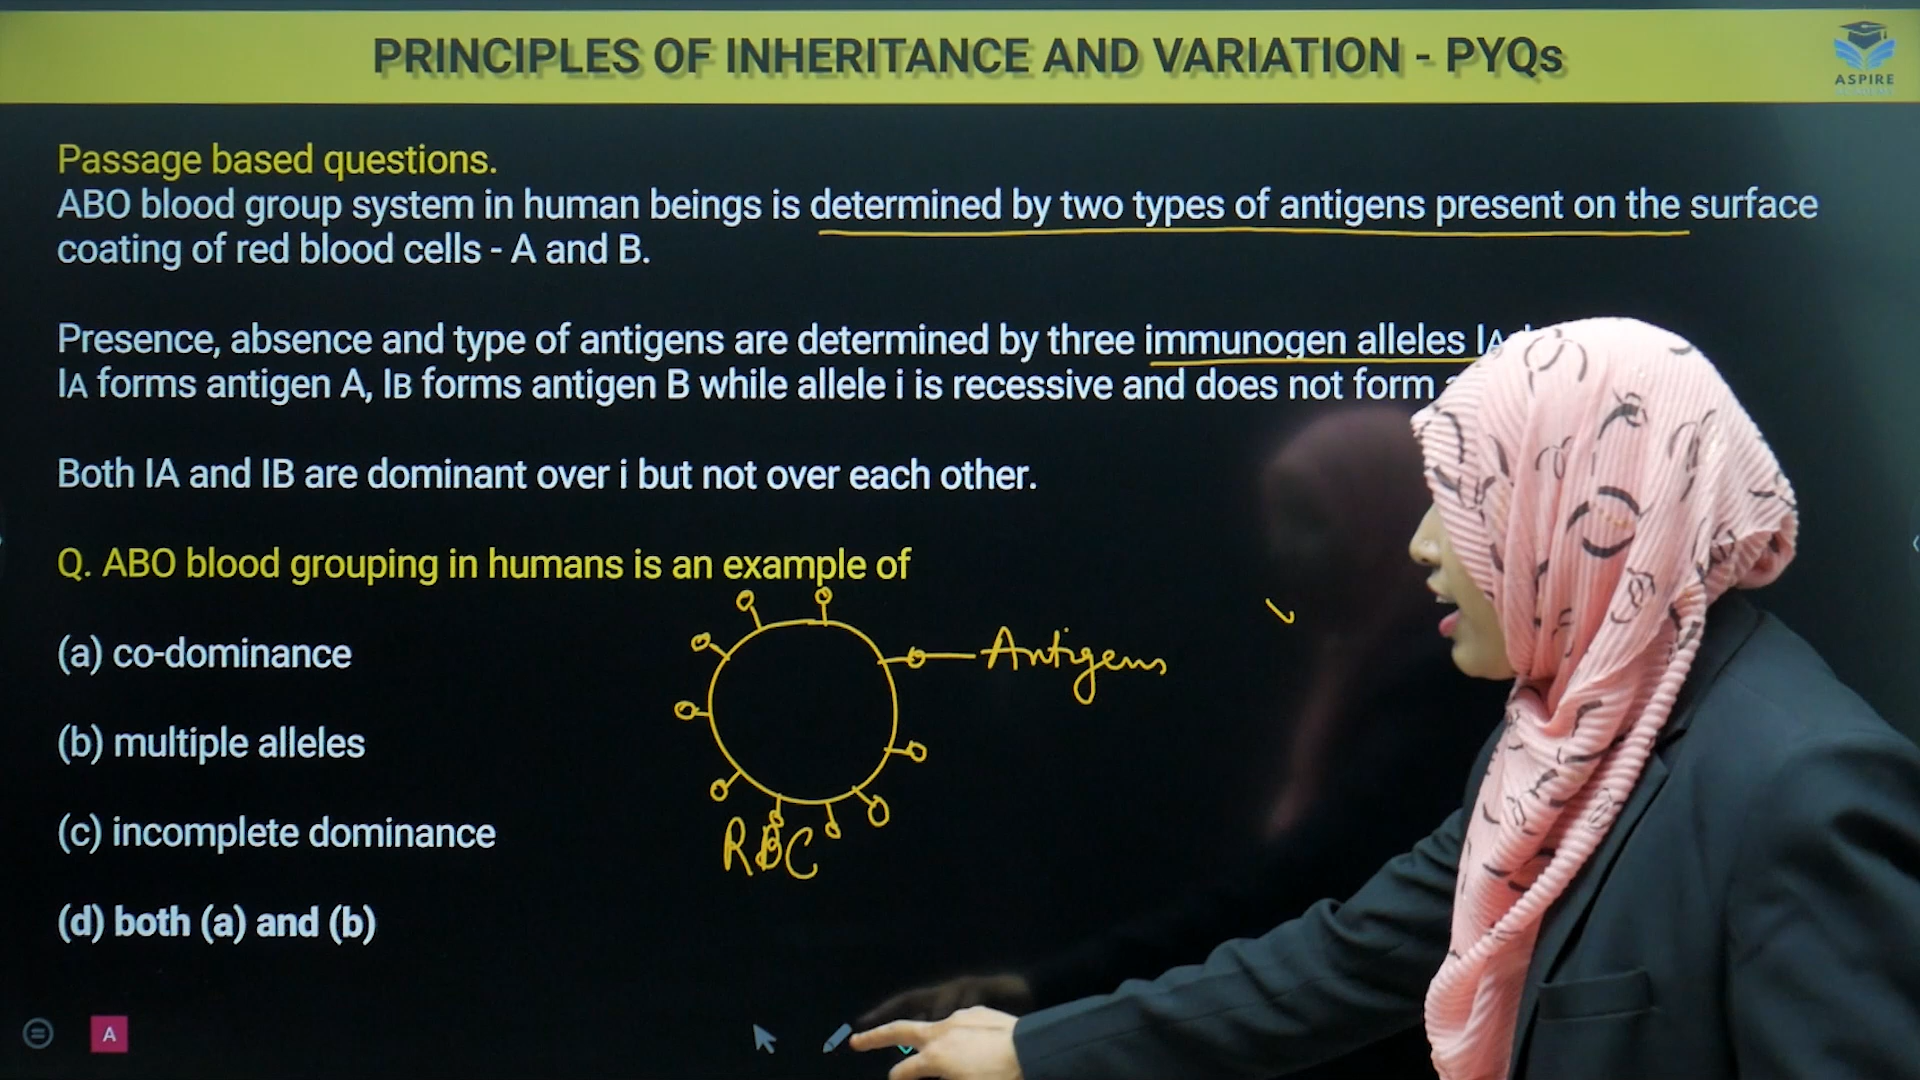 PRINCIPLES OF INHERITANCE AND VARIATION - PYQs
ASPIRE
Passage based questions.
ABO blood group system in human beings is determined by two types of antigens present on the surface
coating of red blood cells - A and B.
Presence, absence and type of antigens are determined by three immunogen alleles IA
IA forms antigen A, IB forms antigen B while allele i is recessive and does not form
Both IA and IB are dominant over i but not over each other.
Q. ABO blood grouping in humans is an example of
(a) co-dominance
Antigens
(b) multiple alleles
(c) incomplete dominance
RBC
(d) both (a) and (b)
A